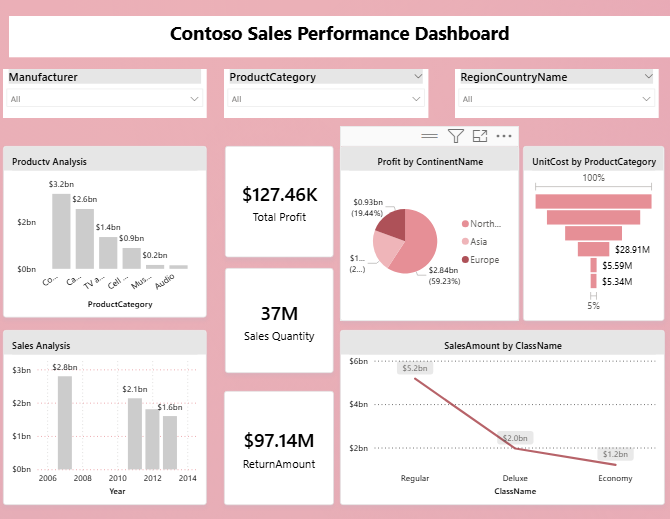 Contoso Sales Performance Dashboard
Manufacturer
All
ProductCategory
All
RegionCountryName
All
Productv Analysis
$3.2bn
$2.6bn
$1.4bn
$0.9bn
$0.2bn
$2bn
$0bn
Co...
Ca...
TV a...
Cell ...
Mus...
Audio
ProductCategory
$127.46K
Total Profit
37M
Sales Quantity
$97.14M
ReturnAmount
Profit by ContinentName
$0.93bn
(19.44%)
$1...
(2...)
$2.84bn
(59.23%)
North...
Asia
Europe
UnitCost by ProductCategory
100%
$28.91M
$5.59M
$5.34M
5%
Sales Analysis
$3bn
$2bn
$1bn
$0bn
$2.8bn
$2.1bn
$1.6bn
2006
2008
2010
2012
2014
Year
SalesAmount by ClassName
$6bn
$4bn
$2bn
$5.2bn
$2.0bn
$1.2bn
Regular
Deluxe
Economy
ClassName